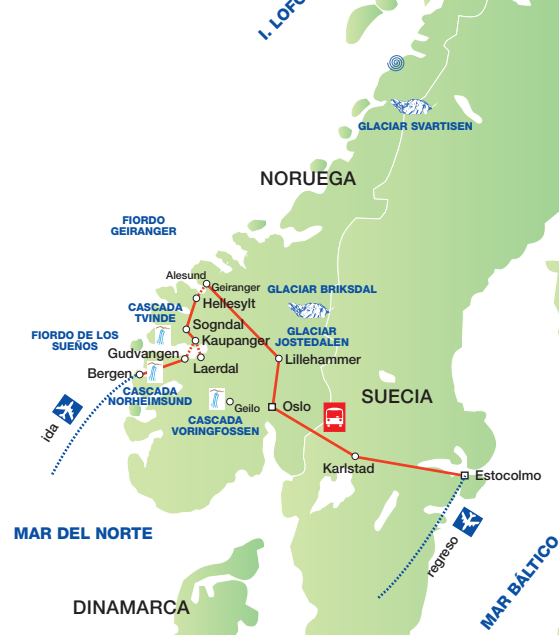 I. LOFO
GLACIAR SVARTISEN
NORUEGA
FIORDO
GEIRANGER
Alesund
Geiranger
GLACIAR BRIKSDAL
Hellesylt
CASCADA
TVINDE
Sogndal
GLACIAR
JOSTEDALEN
FIORDO DE LOS
SUEÑOS
Kaupanger
Gudvangen
Lillehammer
Laerdal
Bergen
CASCADA
NORHEIMSUND
SUECIA
Geilo
Oslo
CASCADA
VORINGFOSSEN
ida
Karlstad
Estocolmo
MAR DEL NORTE
regreso
MAR BÁLTICO
DINAMARCA